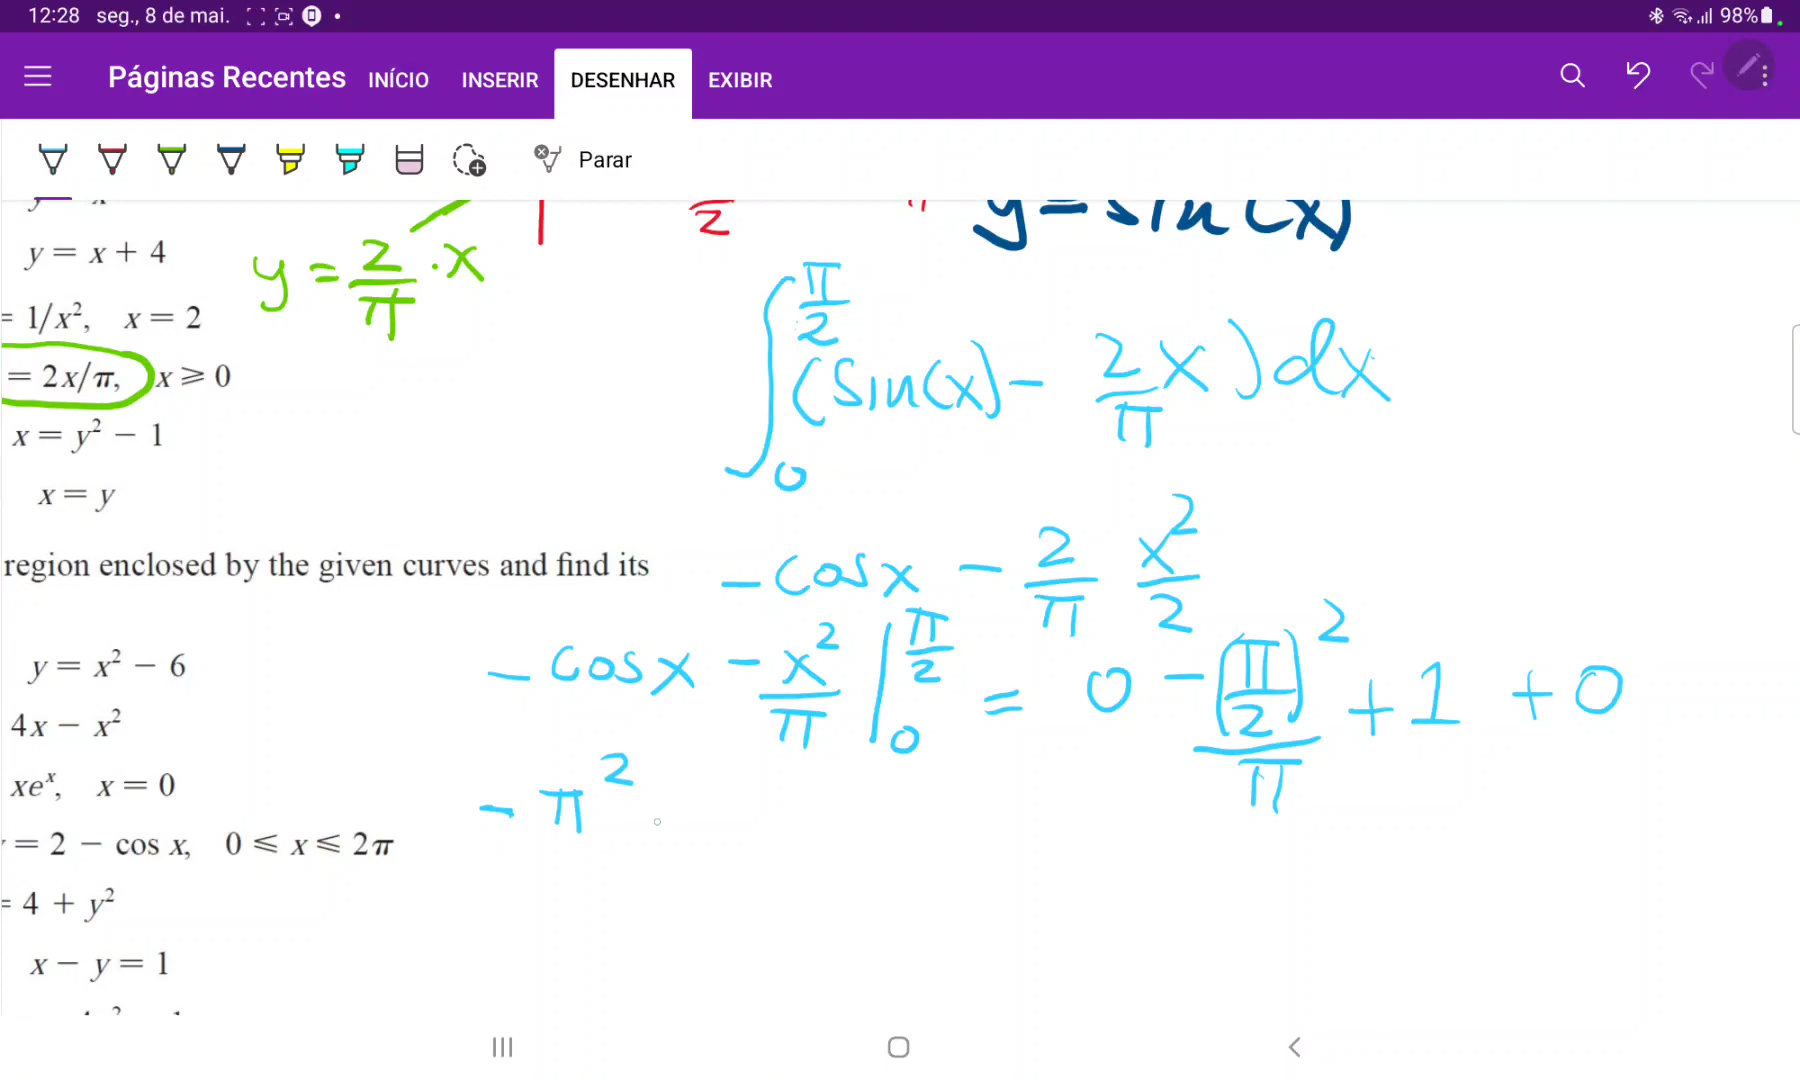 12:28 seg., 8 de mai. 98%
Páginas Recentes INÍCIO INSERIR DESENHAR EXIBIR
Parar
y = x + 4
= 1/x², x = 2
= 2x/π, x ⩾ 0
x = y² − 1
x = y
region enclosed by the given curves and find its
y = x² − 6
4x − x²
xeˣ, x = 0
= 2 − cos x, 0 ⩽ x ⩽ 2π
= 4 + y²
x − y = 1
y = 2/π · x
1 2
y = sin(x)
∫₀^(π/2) (sin(x) − 2/π x) dx
− cos x − 2/π x²/2
− cos x − x²/π |₀^(π/2) = 0 − (π/2)²/π + 1 + 0
− π²